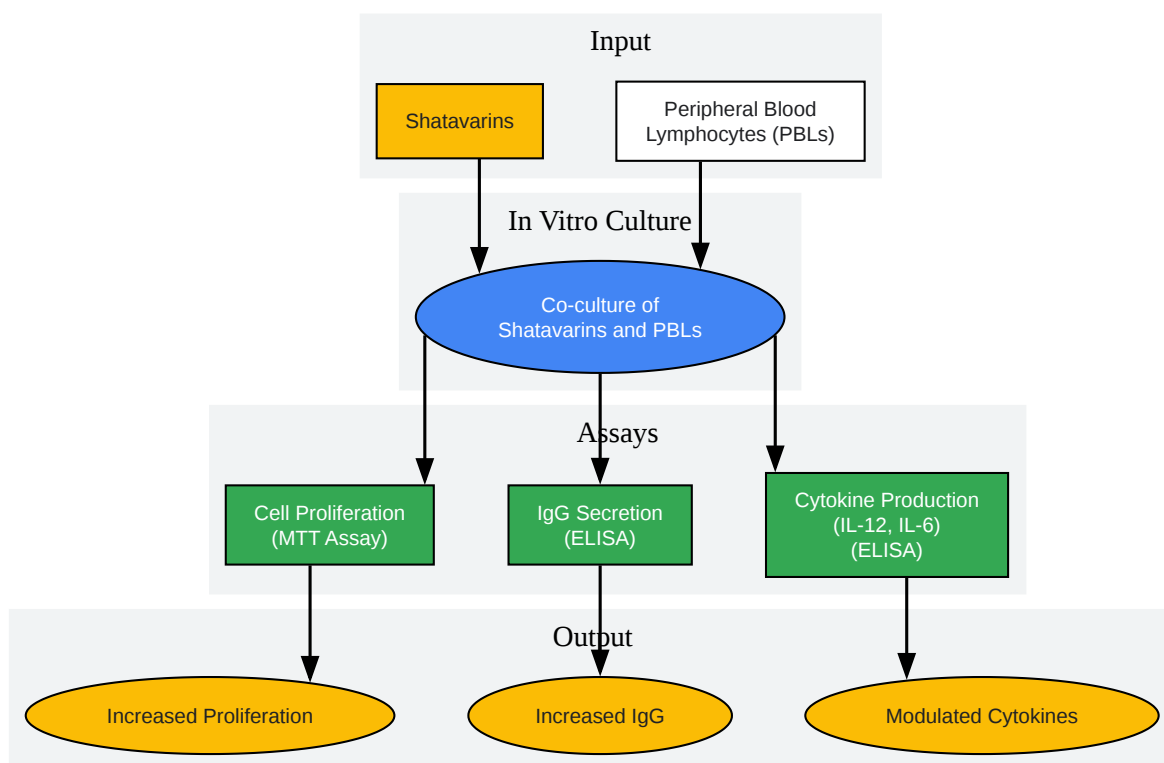 Input
Shatavarins
Peripheral Blood
Lymphocytes (PBLs)
In Vitro Culture
Co-culture of
Shatavarins and PBLs
Assays
Cell Proliferation
(MTT Assay)
IgG Secretion
(ELISA)
Cytokine Production
(IL-12, IL-6)
(ELISA)
Output
Increased Proliferation
Increased IgG
Modulated Cytokines